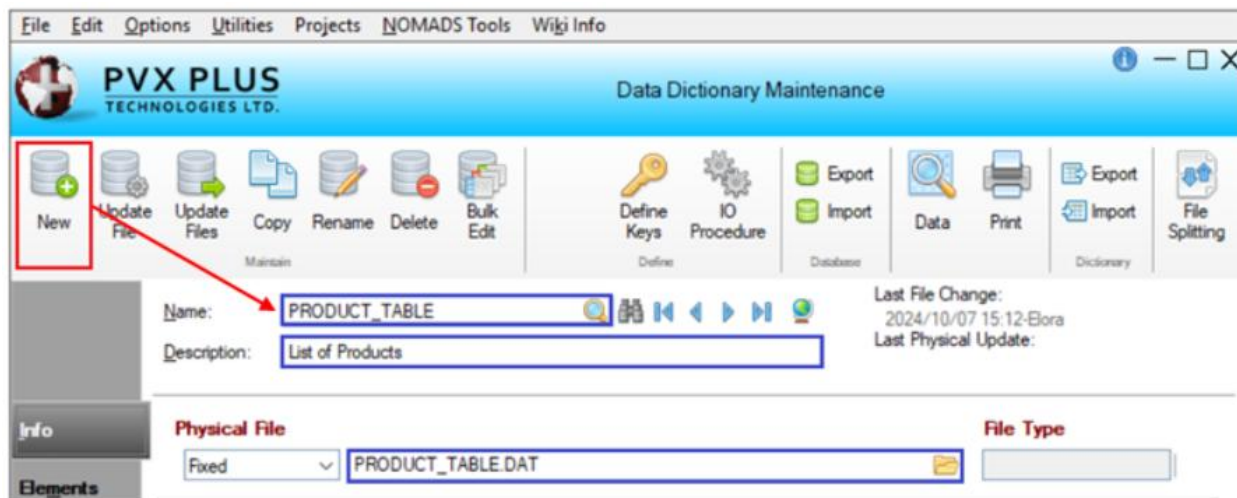 File Edit Options Utilities Projects NOMADS Tools Wiki Info
PVX PLUS
TECHNOLOGIES LTD.
Data Dictionary Maintenance
New
Update
File
Update
Files
Copy
Rename
Delete
Bulk
Edit
Maintain
Define
Keys
IO
Procedure
Define
Export
Import
Database
Data
Print
Export
Import
Dictionary
File
Splitting
Name: PRODUCT_TABLE
Description: List of Products
Last File Change:
2024/10/07 15:12-Elora
Last Physical Update:
Info
Elements
Physical File
Fixed PRODUCT_TABLE.DAT
File Type